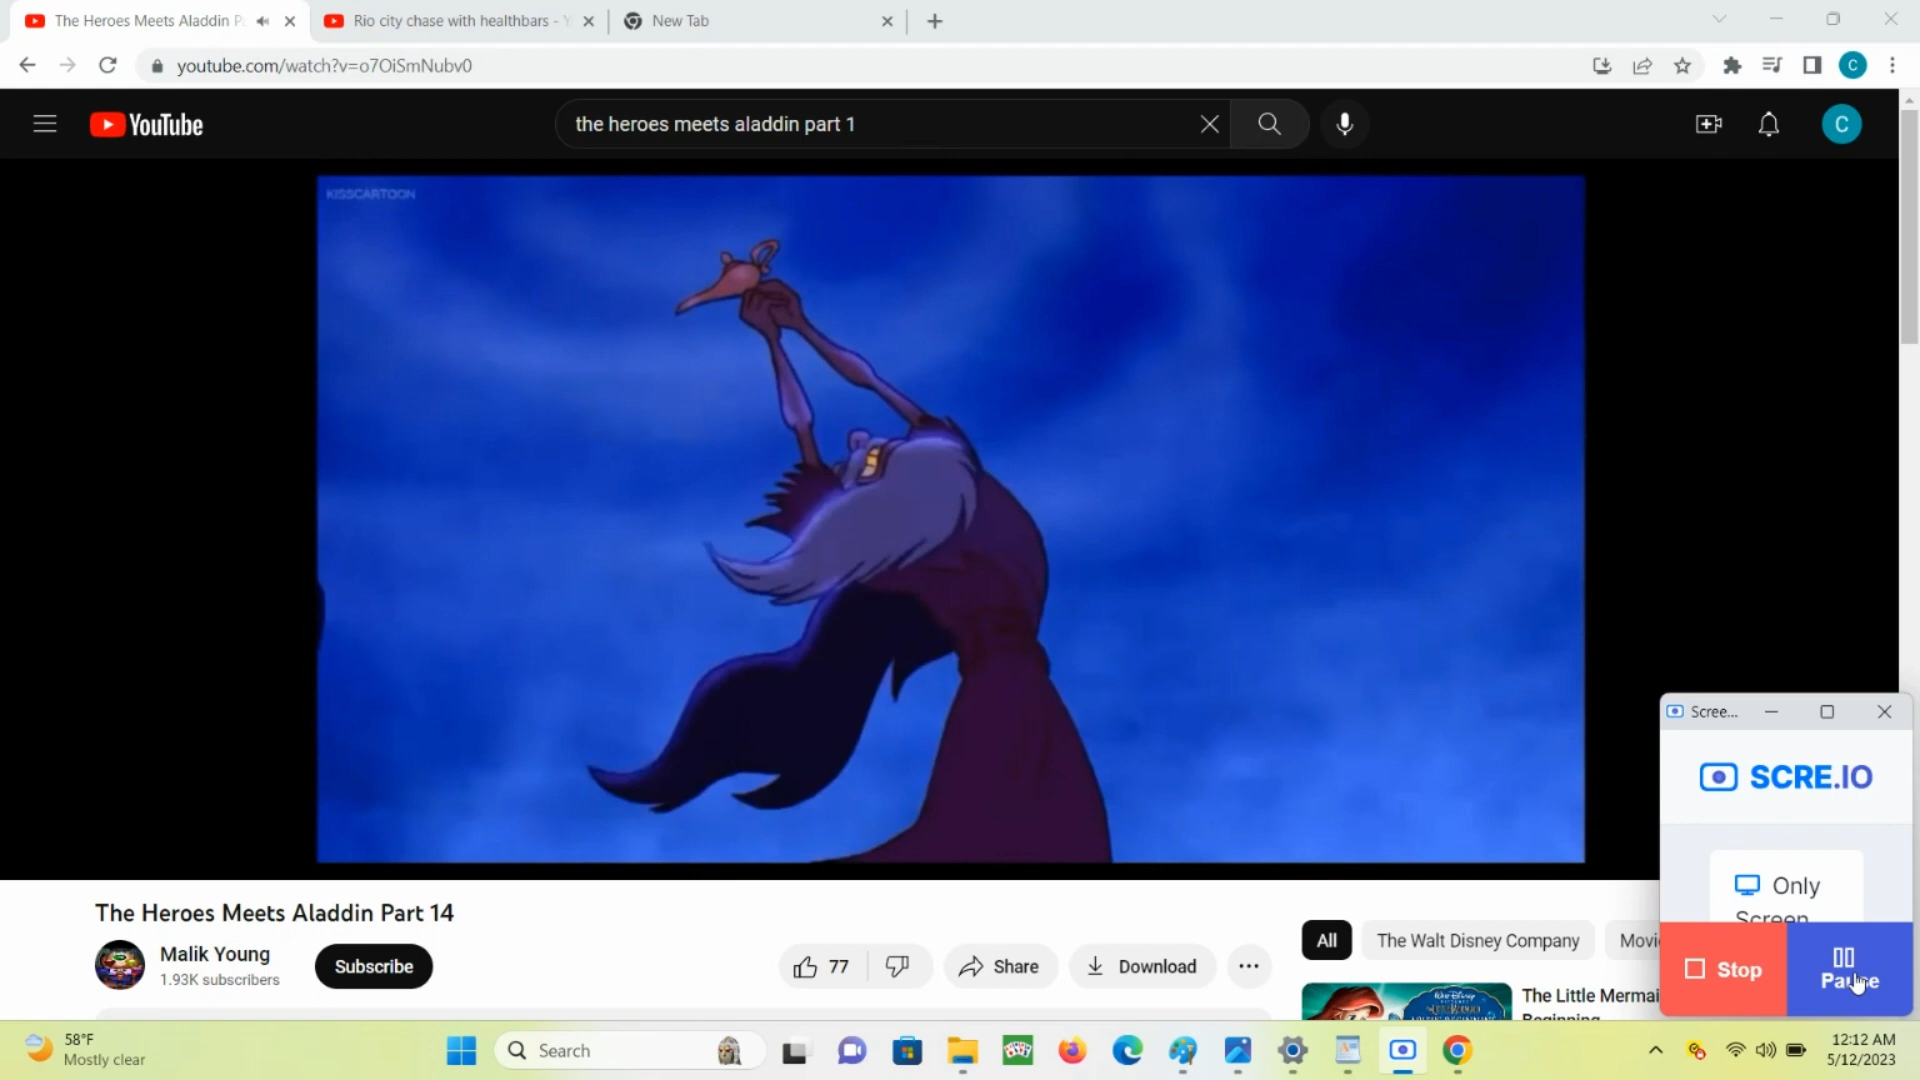 The Heroes Meets Aladdin P
Rio city chase with healthbars - Y
New Tab
youtube.com/watch?v=o7OiSmNubv0
C
YouTube
the heroes meets aladdin part 1
C
KISSCARTOON
Scree...
SCRE.IO
Only
Screen
Stop
Pause
The Heroes Meets Aladdin Part 14
Malik Young
1.93K subscribers
Subscribe
77
Share
Download
All
The Walt Disney Company
Movi
The Little Mermai
Beginning
58°F
Mostly clear
Search
12:12 AM
5/12/2023